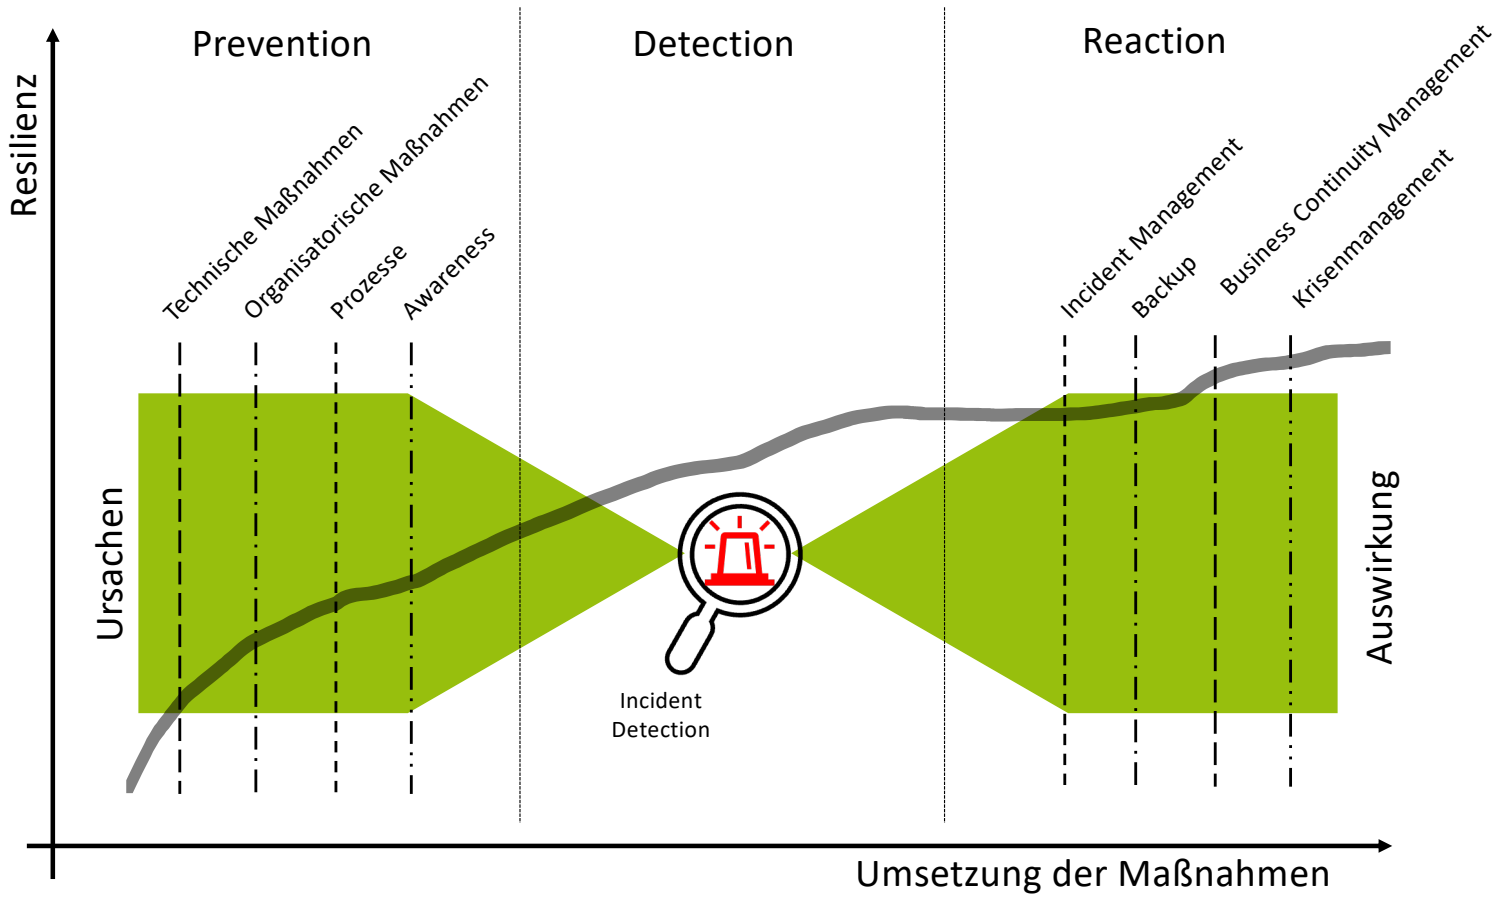 Prevention
Detection
Reaction
Resilienz
Technische Maßnahmen
Organisatorische Maßnahmen
Prozesse
Awareness
Incident Management
Backup
Business Continuity Management
Krisenmanagement
Ursachen
Auswirkung
Incident
Detection
Umsetzung der Maßnahmen